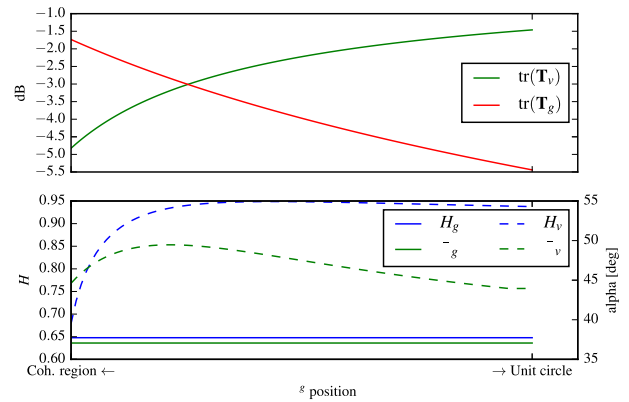 −1.0
−1.5
−2.0
−2.5
−3.0
−3.5
−4.0
−4.5
−5.0
−5.5
dB
tr(T_v)
tr(T_g)
0.95
0.90
0.85
0.80
0.75
0.70
0.65
0.60
H
55
50
45
40
35
alpha [deg]
H_g H_v
¯_g ¯_v
Coh. region ← → Unit circle
^g position